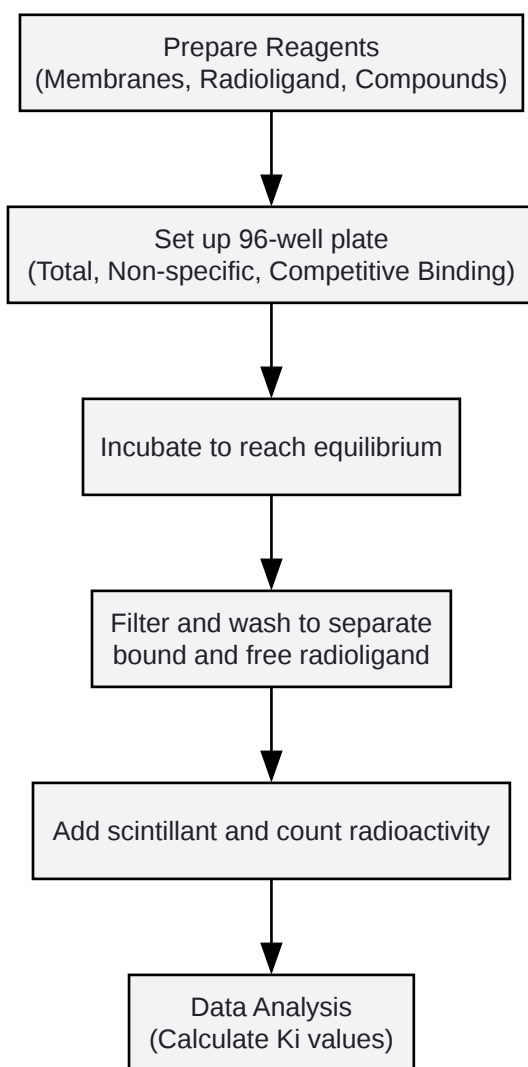 Prepare Reagents
(Membranes, Radioligand, Compounds)
Set up 96-well plate
(Total, Non-specific, Competitive Binding)
Incubate to reach equilibrium
Filter and wash to separate
bound and free radioligand
Add scintillant and count radioactivity
Data Analysis
(Calculate Ki values)